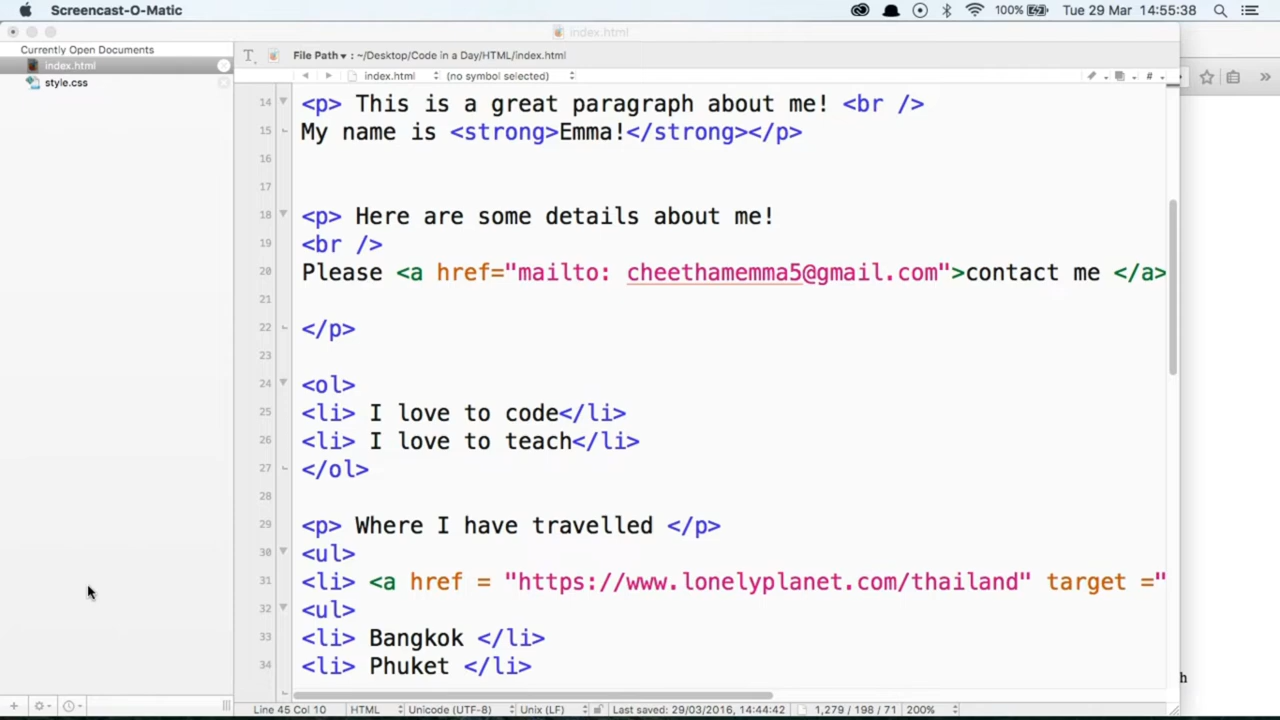 Screencast-O-Matic
100%
Tue 29 Mar 14:55:38
index.html
Currently Open Documents
index.html
style.css
File Path : ~/Desktop/Code in a Day/HTML/index.html
index.html
(no symbol selected)
#
14 <p> This is a great paragraph about me! <br />
15 My name is <strong>Emma!</strong></p>
16
17
18 <p> Here are some details about me!
19 <br />
20 Please <a href="mailto: cheethamemma5@gmail.com">contact me </a>
21
22 </p>
23
24 <ol>
25 <li> I love to code</li>
26 <li> I love to teach</li>
27 </ol>
28
29 <p> Where I have travelled </p>
30 <ul>
31 <li> <a href = "https://www.lonelyplanet.com/thailand" target ="
32 <ul>
33 <li> Bangkok </li>
34 <li> Phuket </li>
h
Line 45 Col 10
HTML
Unicode (UTF-8)
Unix (LF)
Last saved: 29/03/2016, 14:44:42
1,279 / 198 / 71
200%